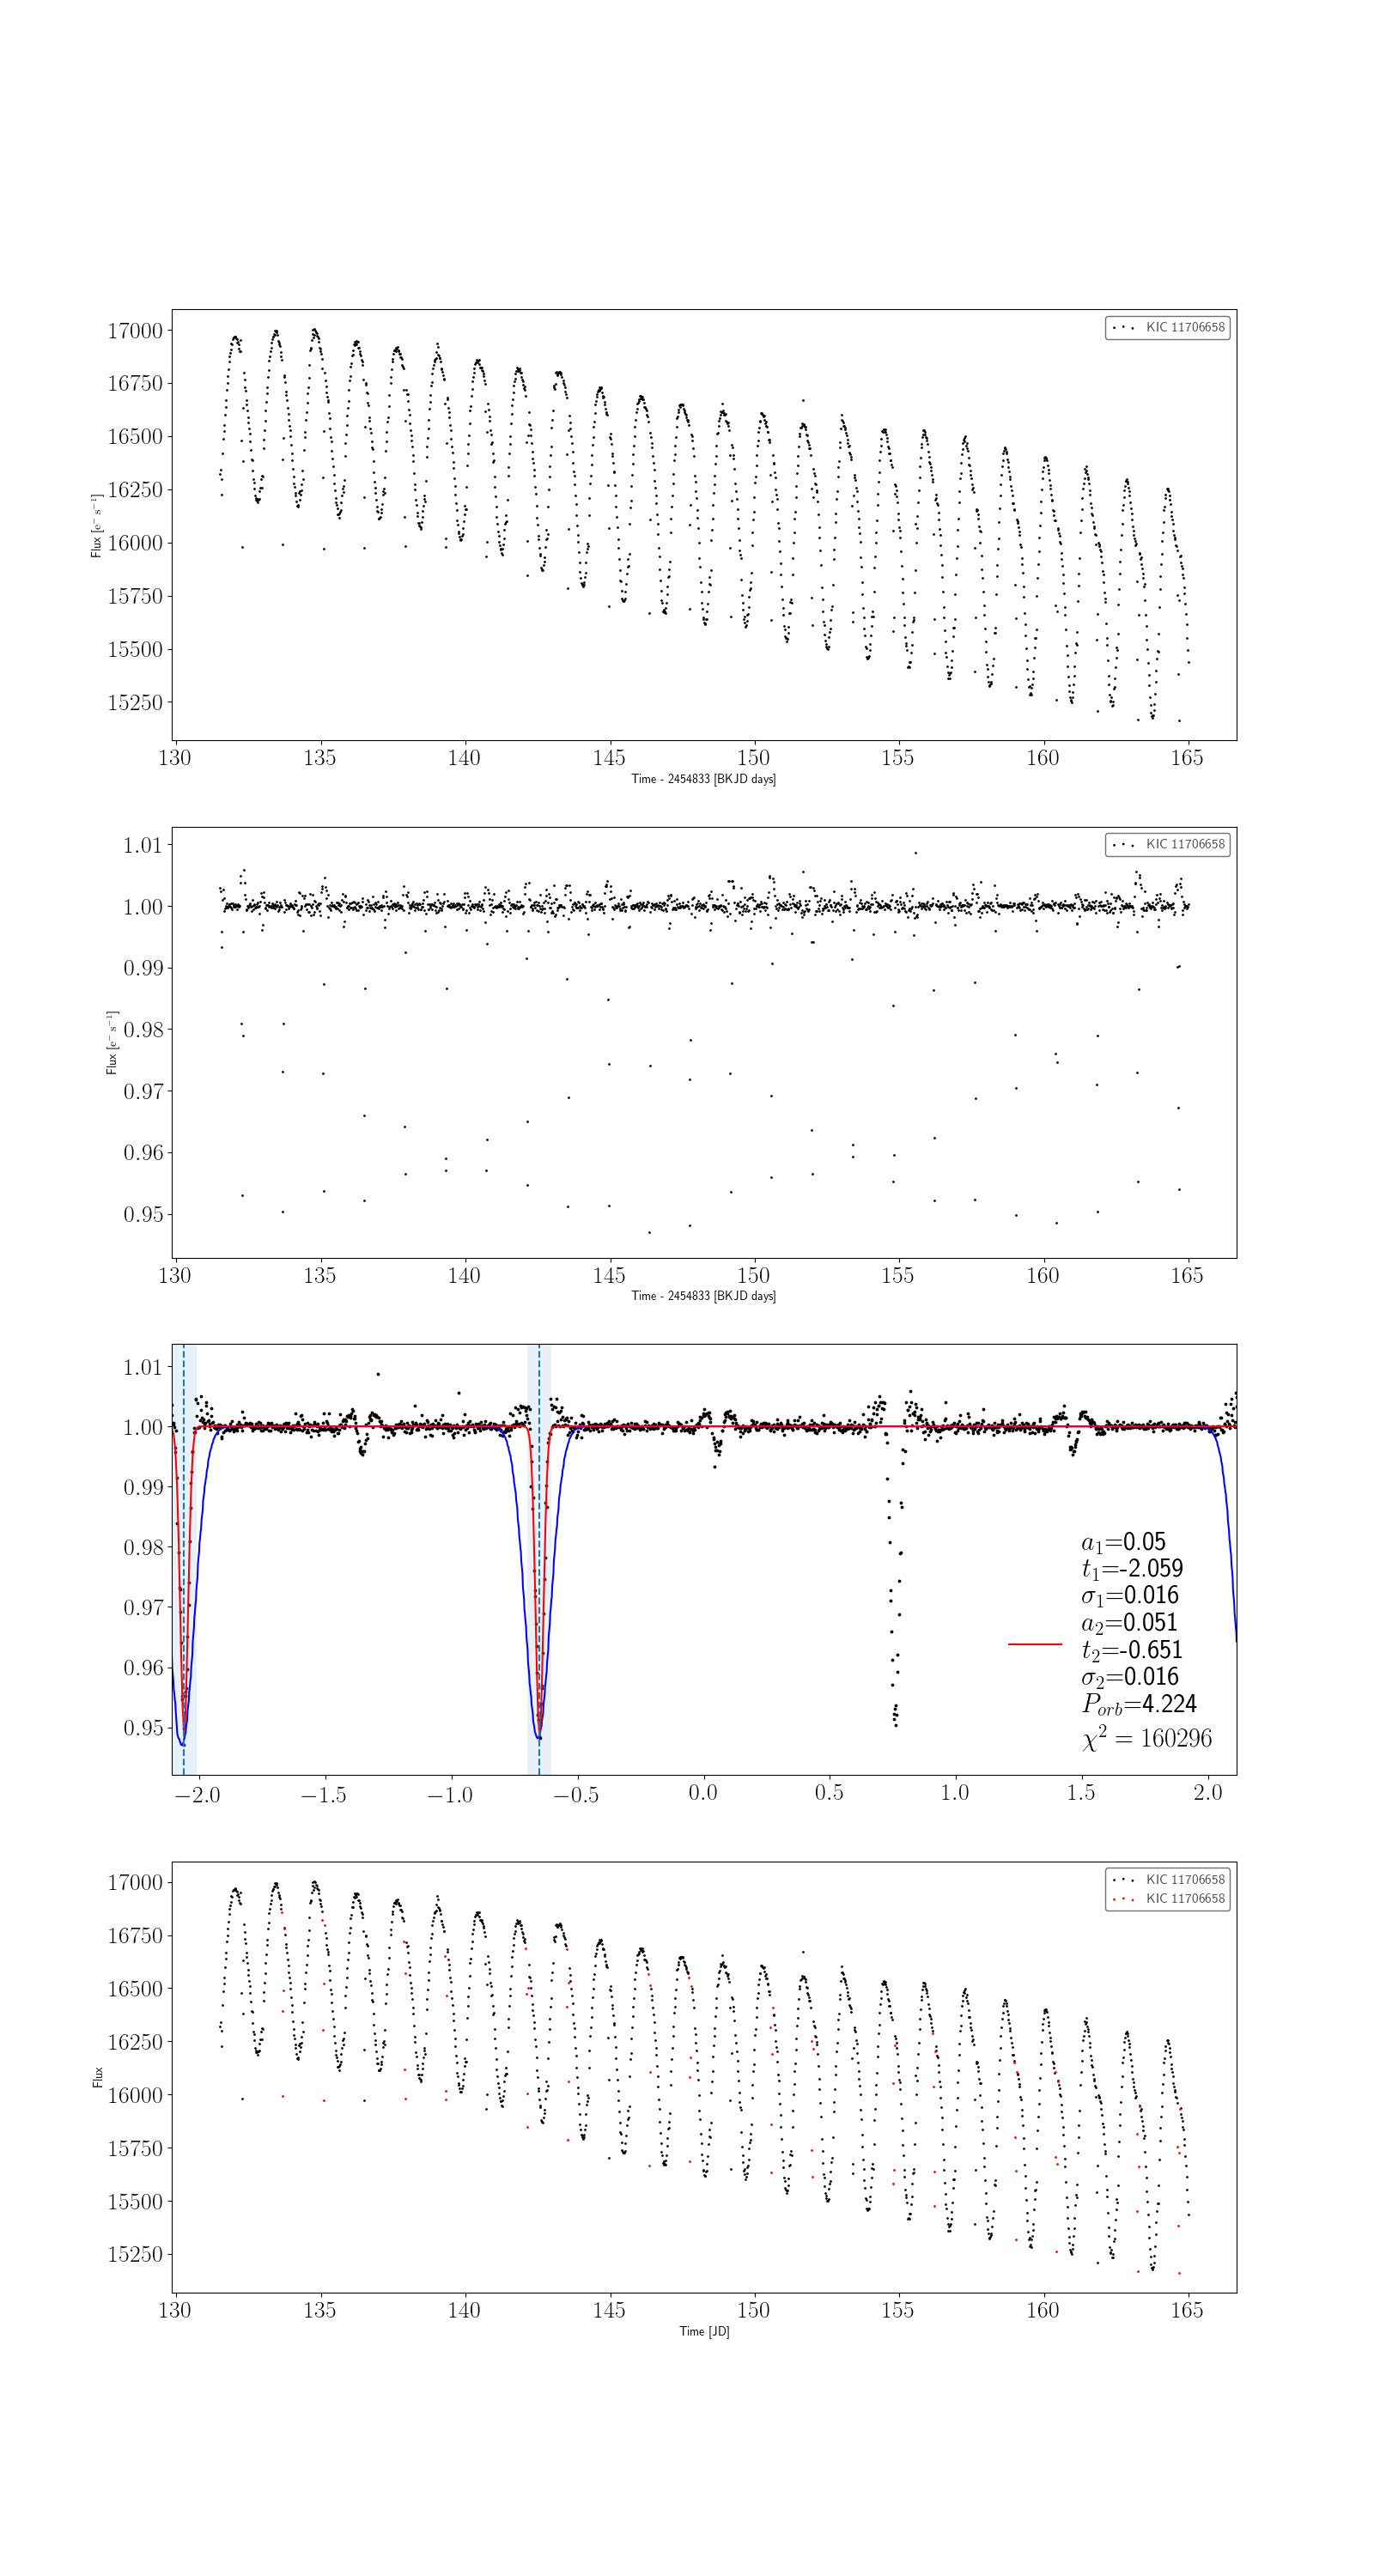 17000
16750
16500
16250
16000
15750
15500
15250
Flux [e⁻ s⁻¹]
KIC 11706658
130 135 140 145 150 155 160 165
Time - 2454833 [BKJD days]
1.01
1.00
0.99
0.98
0.97
0.96
0.95
Flux [e⁻ s⁻¹]
KIC 11706658
130 135 140 145 150 155 160 165
Time - 2454833 [BKJD days]
1.01
1.00
0.99
0.98
0.97
0.96
0.95
a₁=0.05
t₁=-2.059
σ₁=0.016
a₂=0.051
t₂=-0.651
σ₂=0.016
P_orb=4.224
χ² = 160296
−2.0 −1.5 −1.0 −0.5 0.0 0.5 1.0 1.5 2.0
17000
16750
16500
16250
16000
15750
15500
15250
Flux
KIC 11706658
KIC 11706658
130 135 140 145 150 155 160 165
Time [JD]